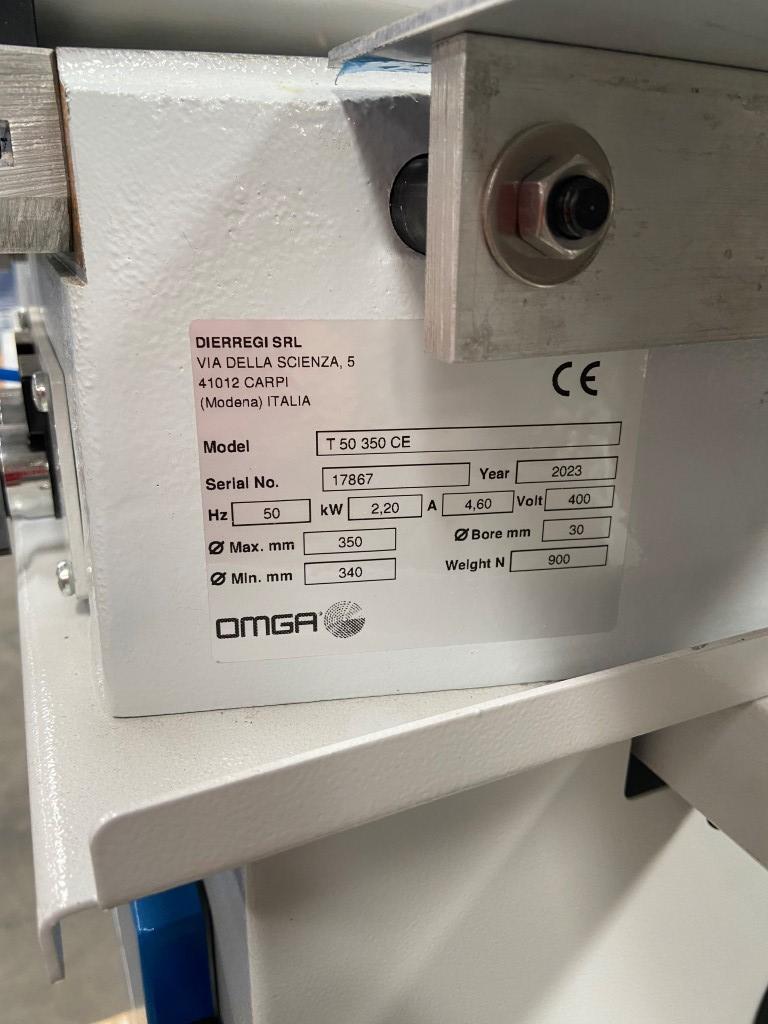 DIERREGI SRL
VIA DELLA SCIENZA, 5
41012 CARPI
(Modena) ITALIA
CE
Model T 50 350 CE
Serial No. 17867 Year 2023
Hz 50 kW 2,20 A 4,60 Volt 400
Ø Max. mm 350 Ø Bore mm 30
Ø Min. mm 340 Weight N 900
OMGA